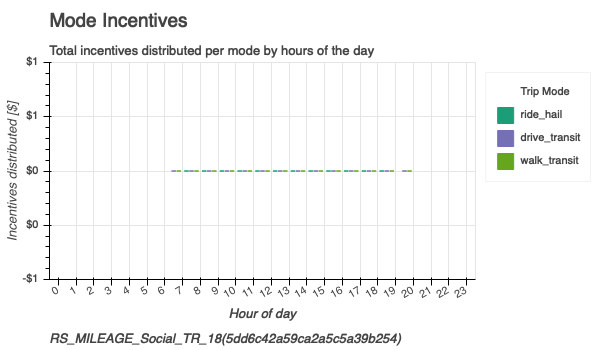 Mode Incentives
Total incentives distributed per mode by hours of the day
Incentives distributed [$]
$1
$1
$0
$0
-$1
0 1 2 3 4 5 6 7 8 9 10 11 12 13 14 15 16 17 18 19 20 21 22 23
Hour of day
RS_MILEAGE_Social_TR_18(5dd6c42a59ca2a5c5a39b254)
Trip Mode
ride_hail
drive_transit
walk_transit